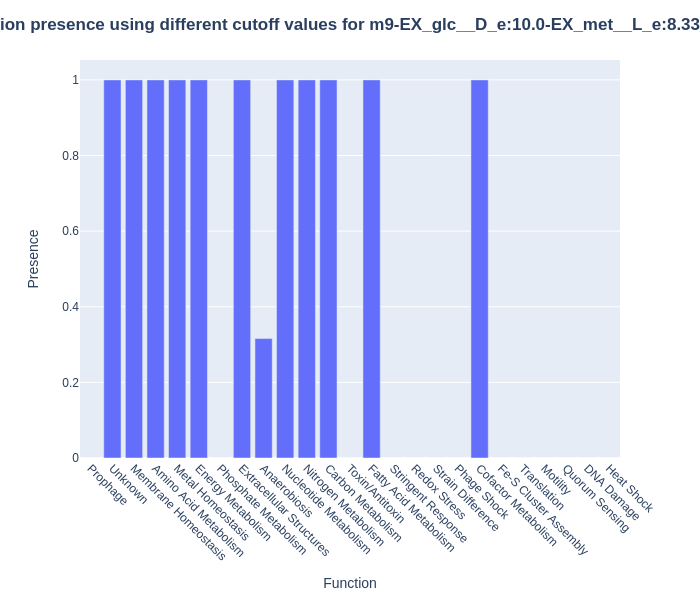 ion presence using different cutoff values for m9-EX_glc__D_e:10.0-EX_met__L_e:8.33
Presence
1
0.8
0.6
0.4
0.2
0
Prophage
Unknown
Membrane Homeostasis
Amino Acid Metabolism
Metal Homeostasis
Energy Metabolism
Phosphate Metabolism
Extracellular Structures
Anaerobiosis
Nucleotide Metabolism
Nitrogen Metabolism
Carbon Metabolism
Toxin/Antitoxin
Fatty Acid Metabolism
Stringent Response
Redox Stress
Strain Difference
Phage Shock
Cofactor Metabolism
Fe-S Cluster Assembly
Translation
Motility
Quorum Sensing
DNA Damage
Heat Shock
Function